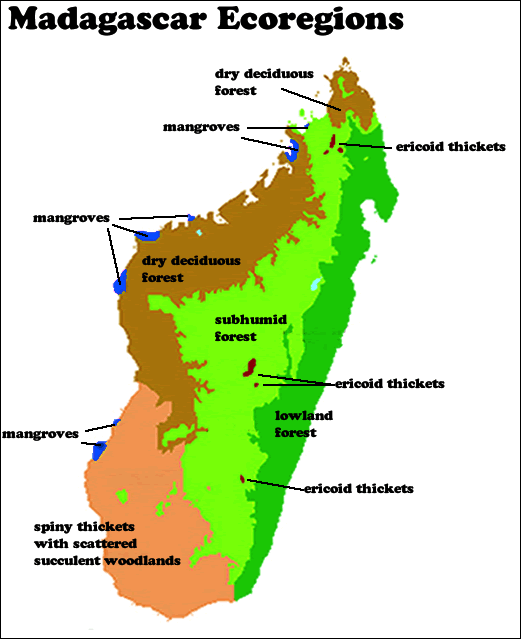 Madagascar Ecoregions
dry deciduous
forest
mangroves
ericoid thickets
mangroves
dry deciduous
forest
subhumid
forest
ericoid thickets
lowland
forest
mangroves
ericoid thickets
spiny thickets
with scattered
succulent woodlands